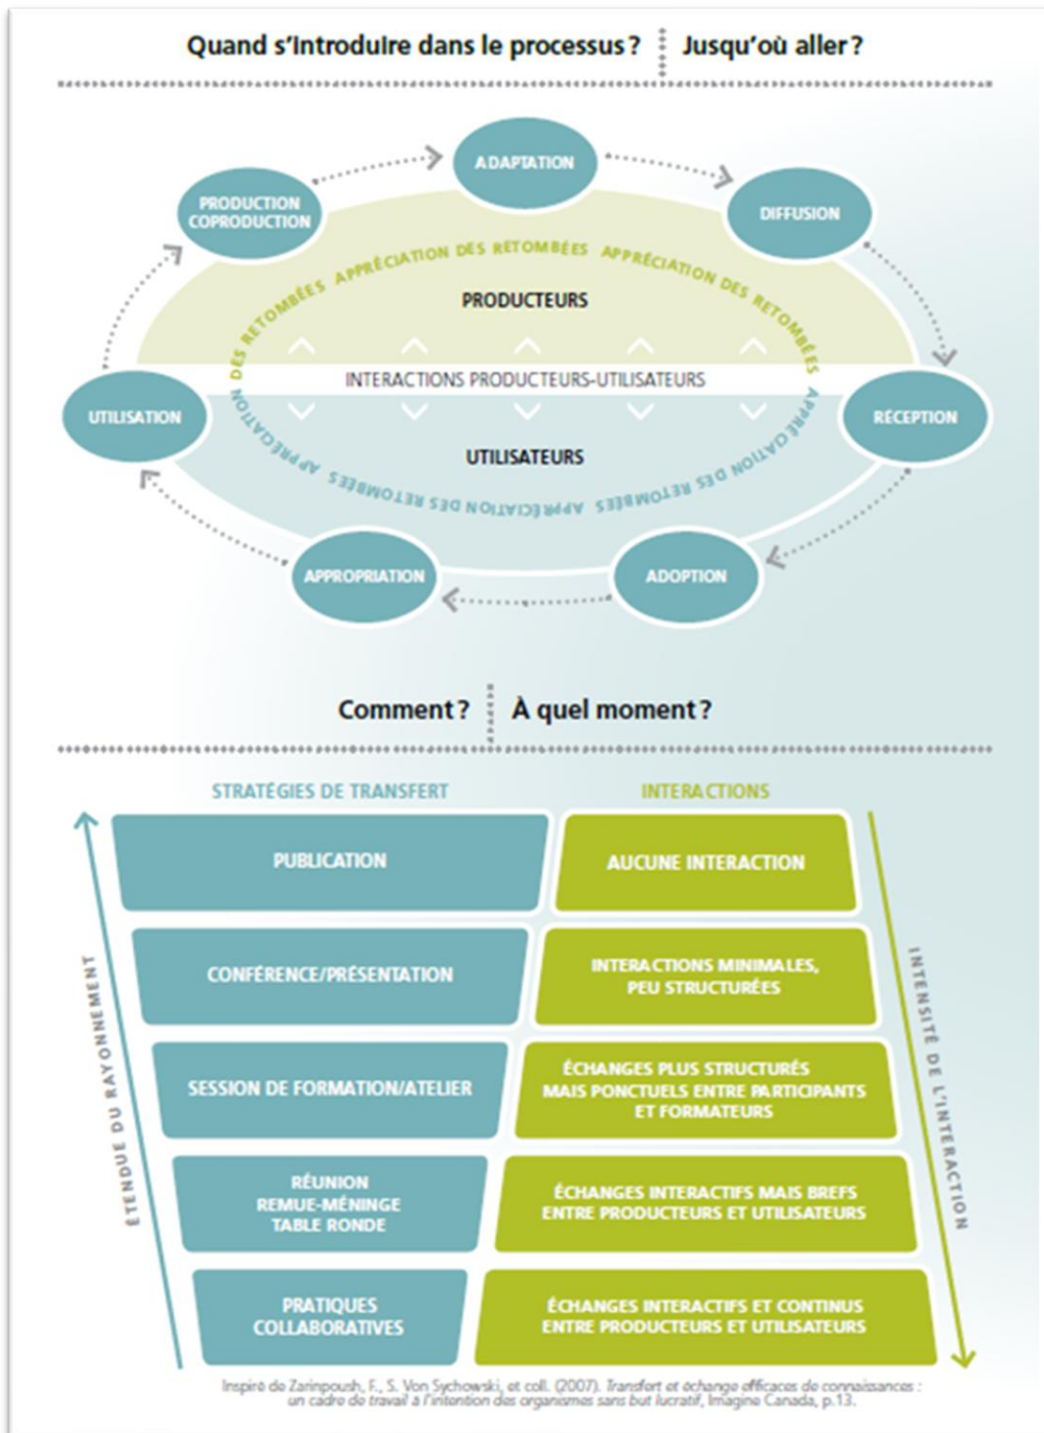 Quand s'introduire dans le processus ? Jusqu'où aller ?
ADAPTATION
PRODUCTION
COPRODUCTION
DIFFUSION
DES RETOMBÉES APPRÉCIATION DES RETOMBÉES APPRÉCIATION DES RETOMBÉES
PRODUCTEURS
INTERACTIONS PRODUCTEURS-UTILISATEURS
UTILISATION
RÉCEPTION
UTILISATEURS
APPRÉCIATION DES RETOMBÉES APPRÉCIATION DES RETOMBÉES APPRÉCIATION
APPROPRIATION
ADOPTION
Comment ? À quel moment ?
STRATÉGIES DE TRANSFERT INTERACTIONS
PUBLICATION
AUCUNE INTERACTION
CONFÉRENCE/PRÉSENTATION
INTERACTIONS MINIMALES,
PEU STRUCTURÉES
SESSION DE FORMATION/ATELIER
ÉCHANGES PLUS STRUCTURÉS
MAIS PONCTUELS ENTRE PARTICIPANTS
ET FORMATEURS
RÉUNION
REMUE-MÉNINGE
TABLE RONDE
ÉCHANGES INTERACTIFS MAIS BREFS
ENTRE PRODUCTEURS ET UTILISATEURS
PRATIQUES
COLLABORATIVES
ÉCHANGES INTERACTIFS ET CONTINUS
ENTRE PRODUCTEURS ET UTILISATEURS
ÉTENDUE DU RAYONNEMENT
INTENSITÉ DE L'INTERACTION
Inspiré de Zarinpoush, F., S. Von Sychowski, et coll. (2007). Transfert et échange efficaces de connaissances :
un cadre de travail à l'intention des organismes sans but lucratif, Imagine Canada, p.13.